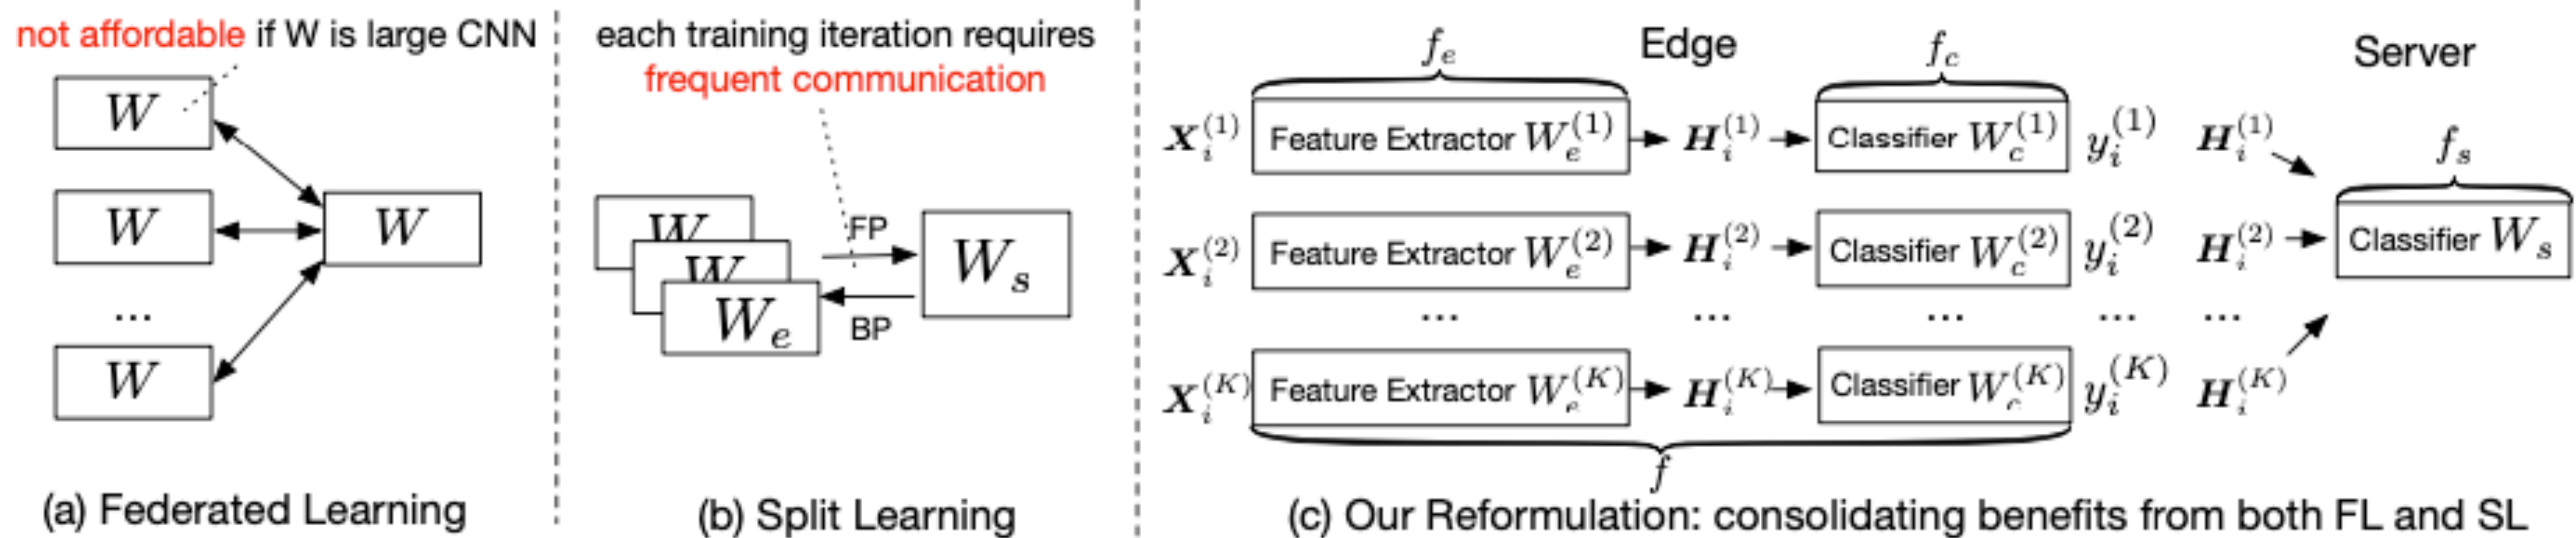 not affordable if W is large CNN
W
W
W
...
W
(a) Federated Learning
each training iteration requires
frequent communication
W
W
W_e
FP
BP
W_s
(b) Split Learning
f_e Edge f_c Server
X_i^{(1)} Feature Extractor W_e^{(1)} H_i^{(1)} Classifier W_c^{(1)} y_i^{(1)} H_i^{(1)}
f_s
X_i^{(2)} Feature Extractor W_e^{(2)} H_i^{(2)} Classifier W_c^{(2)} y_i^{(2)} H_i^{(2)} Classifier W_s
... ... ... ... ...
X_i^{(K)} Feature Extractor W_e^{(K)} H_i^{(K)} Classifier W_c^{(K)} y_i^{(K)} H_i^{(K)}
f
(c) Our Reformulation: consolidating benefits from both FL and SL